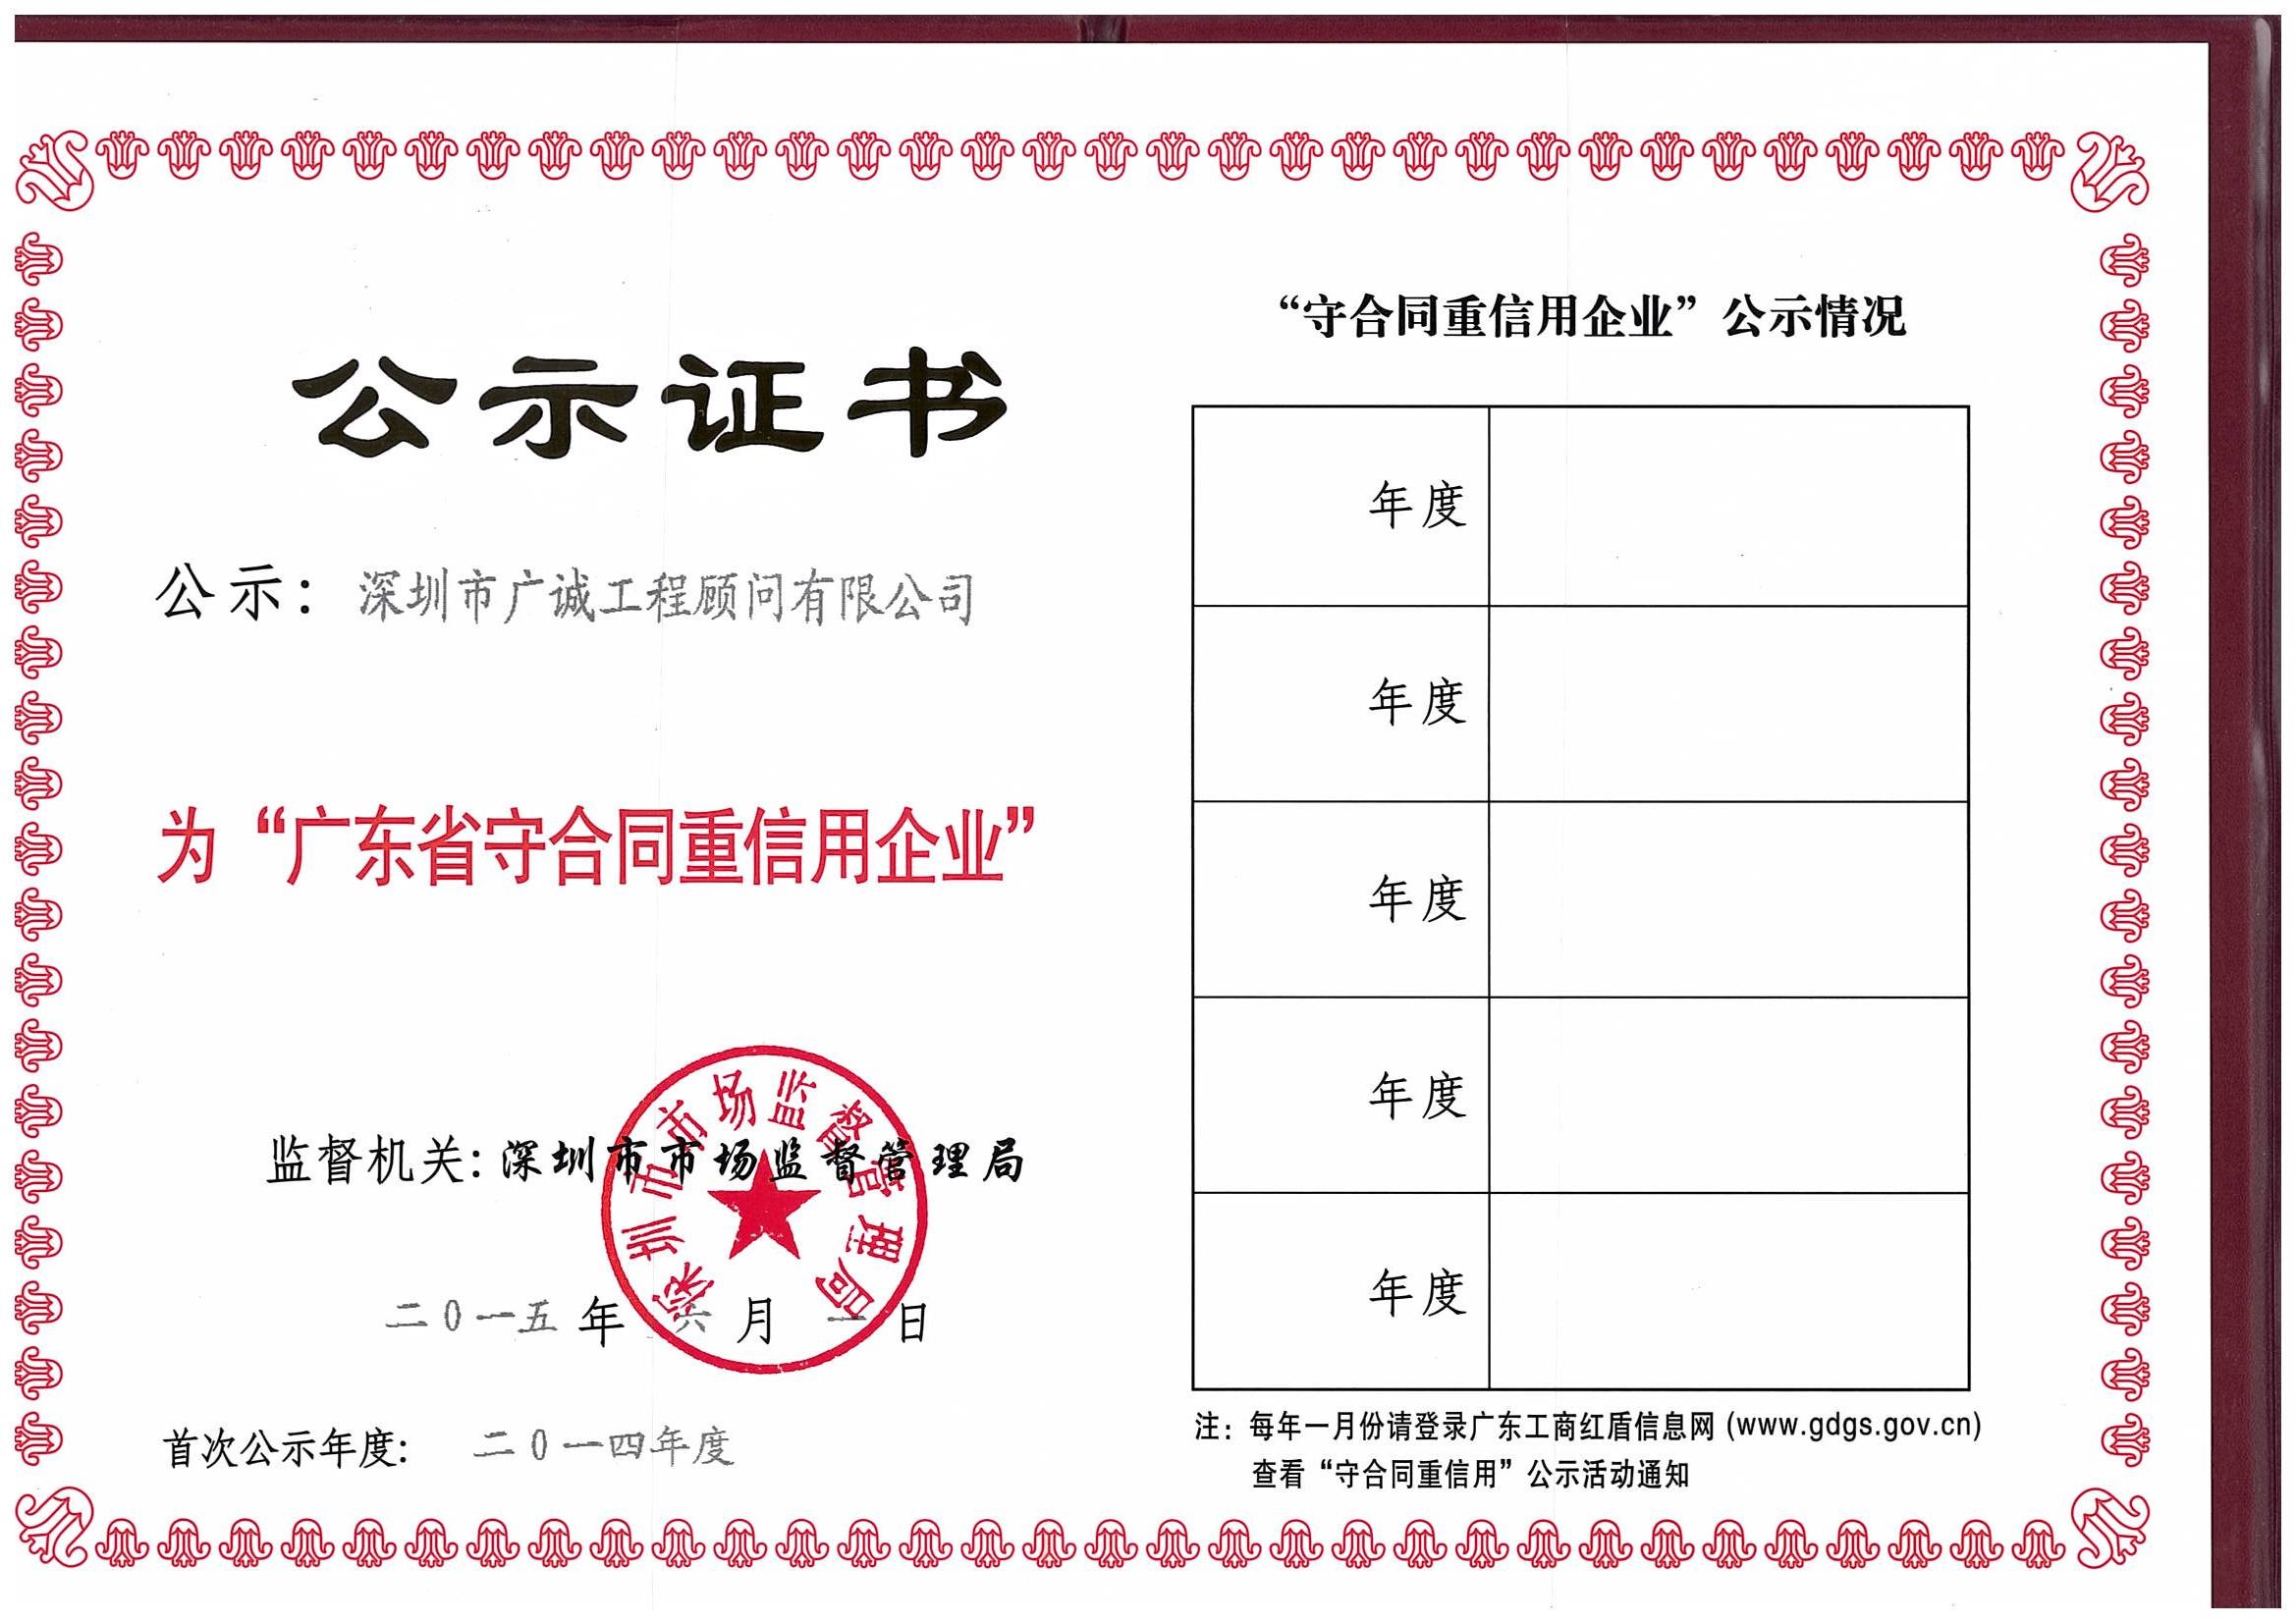 公示证书
公示：深圳市广诚工程顾问有限公司
为“广东省守合同重信用企业”
监督机关：深圳市市场监督管理局
深圳市市场监督管理局
二0一五年六月一日
首次公示年度：二0一四年度
“守合同重信用企业”公示情况
年度
年度
年度
年度
年度
注：每年一月份请登录广东工商红盾信息网 (www.gdgs.gov.cn)
查看“守合同重信用”公示活动通知